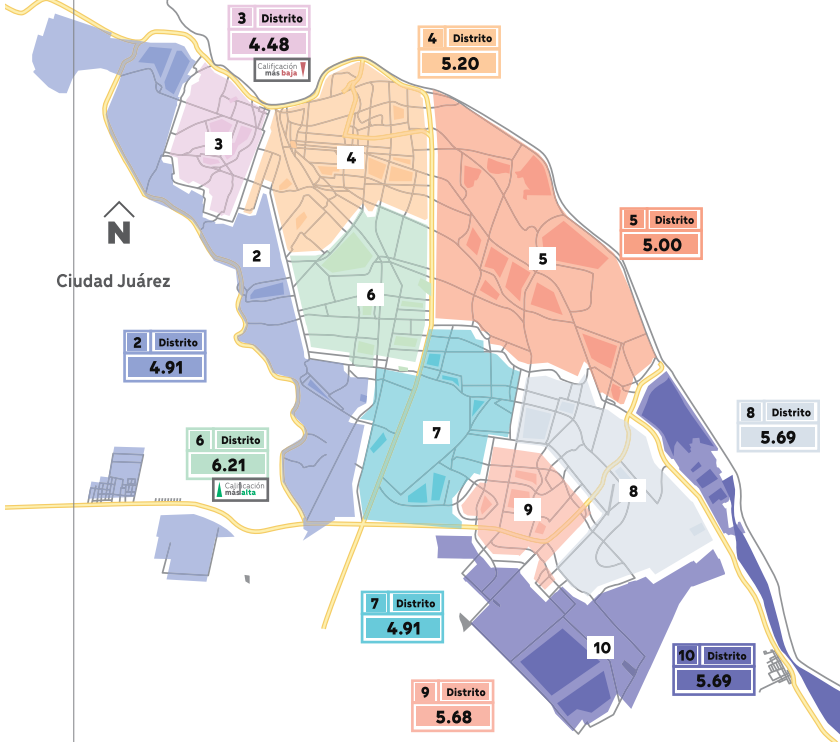 3 Distrito
4.48
Calificación
más baja
4 Distrito
5.20
3
4
5 Distrito
5.00
N
2
5
Ciudad Juárez
6
2 Distrito
4.91
8 Distrito
5.69
6 Distrito
6.21
Calificación
más alta
7
8
9
7 Distrito
4.91
10
10 Distrito
5.69
9 Distrito
5.68